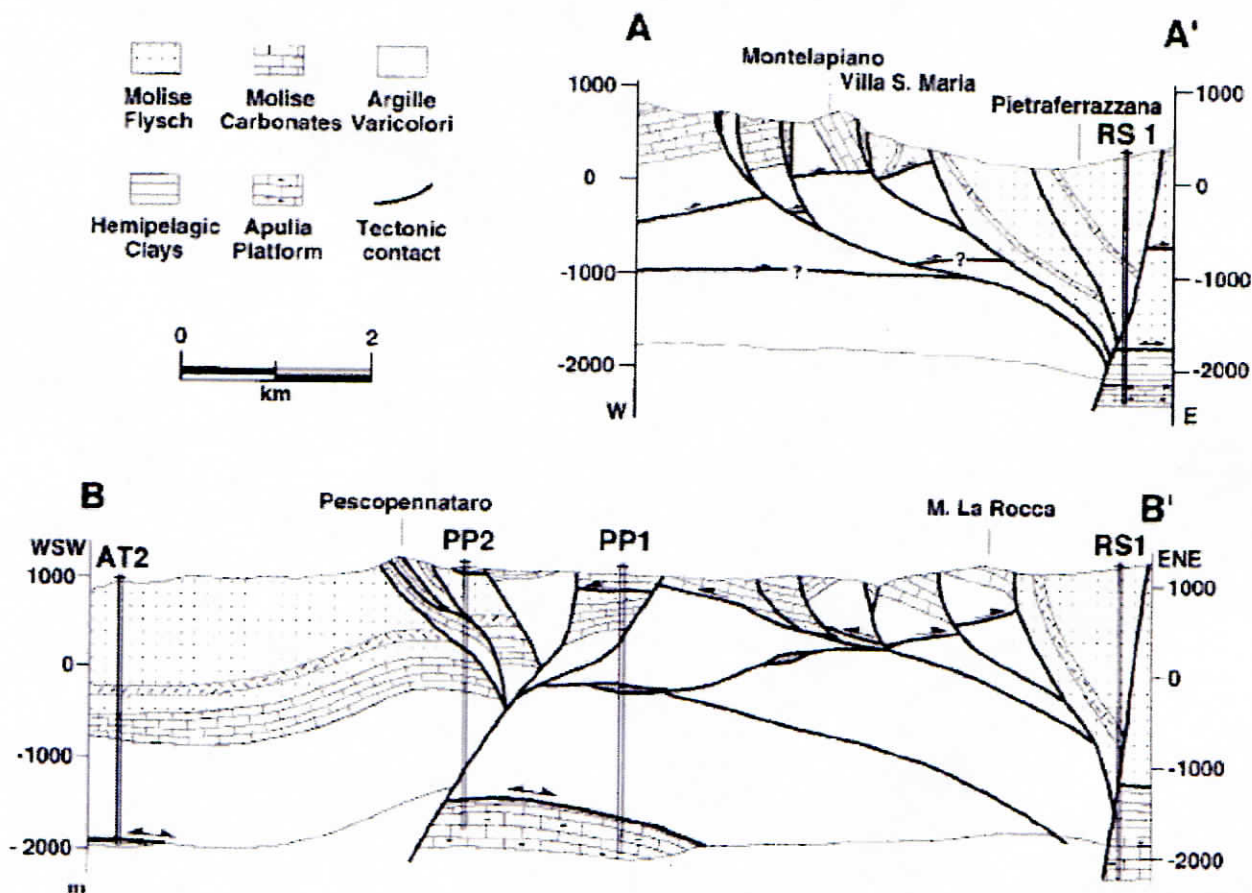 Molise
Flysch
Molise
Carbonates
Argille
Varicolori
Hemipelagic
Clays
Apulia
Platform
Tectonic
contact
0
2
km
A
A'
Montelapiano
Villa S. Maria
Pietraferrazzana
RS 1
1000
0
-1000
-2000
W
1000
0
-1000
-2000
E
?
?
B
B'
Pescopennataro
M. La Rocca
WSW
AT2
PP2
PP1
RS1
ENE
1000
0
-1000
-2000
m
1000
0
-1000
-2000